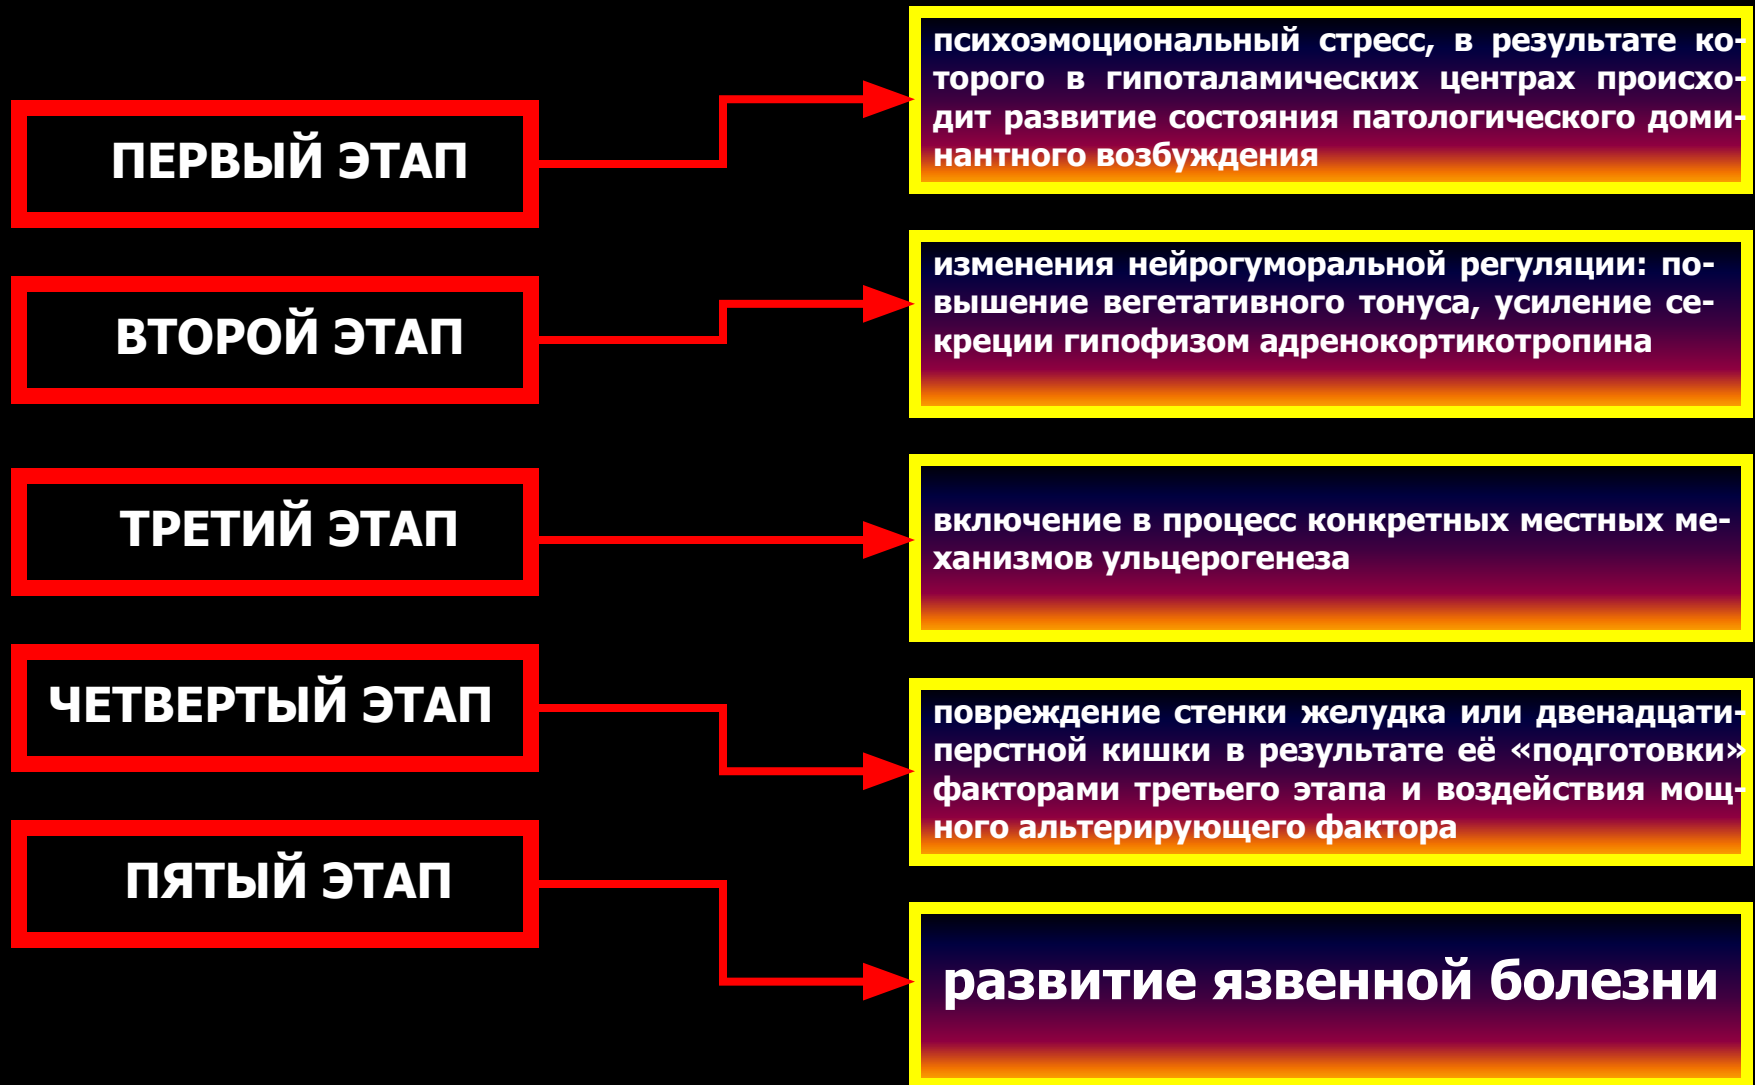 ПЕРВЫЙ ЭТАП
психоэмоциональный стресс, в результате ко-
торого в гипоталамических центрах происхо-
дит развитие состояния патологического доми-
нантного возбуждения
ВТОРОЙ ЭТАП
изменения нейрогуморальной регуляции: по-
вышение вегетативного тонуса, усиление се-
креции гипофизом адренокортикотропина
ТРЕТИЙ ЭТАП
включение в процесс конкретных местных ме-
ханизмов ульцерогенеза
ЧЕТВЕРТЫЙ ЭТАП
повреждение стенки желудка или двенадцати-
перстной кишки в результате её «подготовки»
факторами третьего этапа и воздействия мощ-
ного альтерирующего фактора
ПЯТЫЙ ЭТАП
развитие язвенной болезни